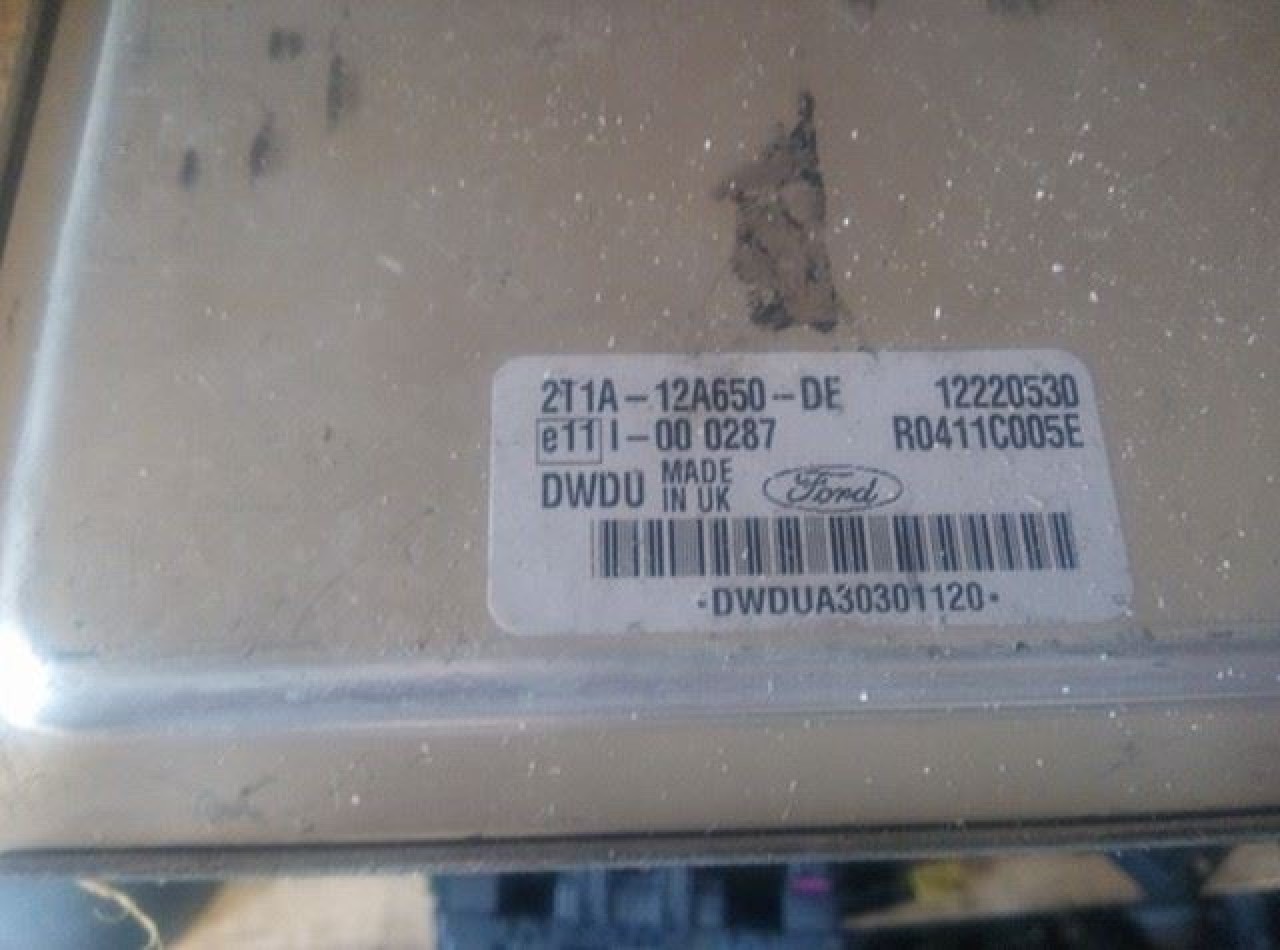 2T1A-12A650-DE 12220530
e11 I-00 0287 R0411C005E
DWDU MADE IN UK Ford
•DWDUA30301120•